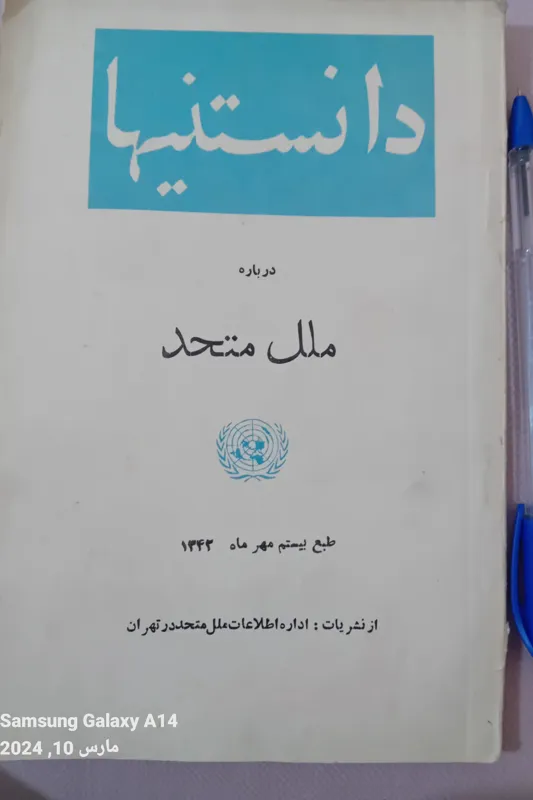 دانستنیها
درباره
ملل متحد
طبع بیستم مهر ماه ۱۳۴۳
از نشریات : اداره اطلاعات ملل متحد در تهران
Samsung Galaxy A14
مارس 10, 2024